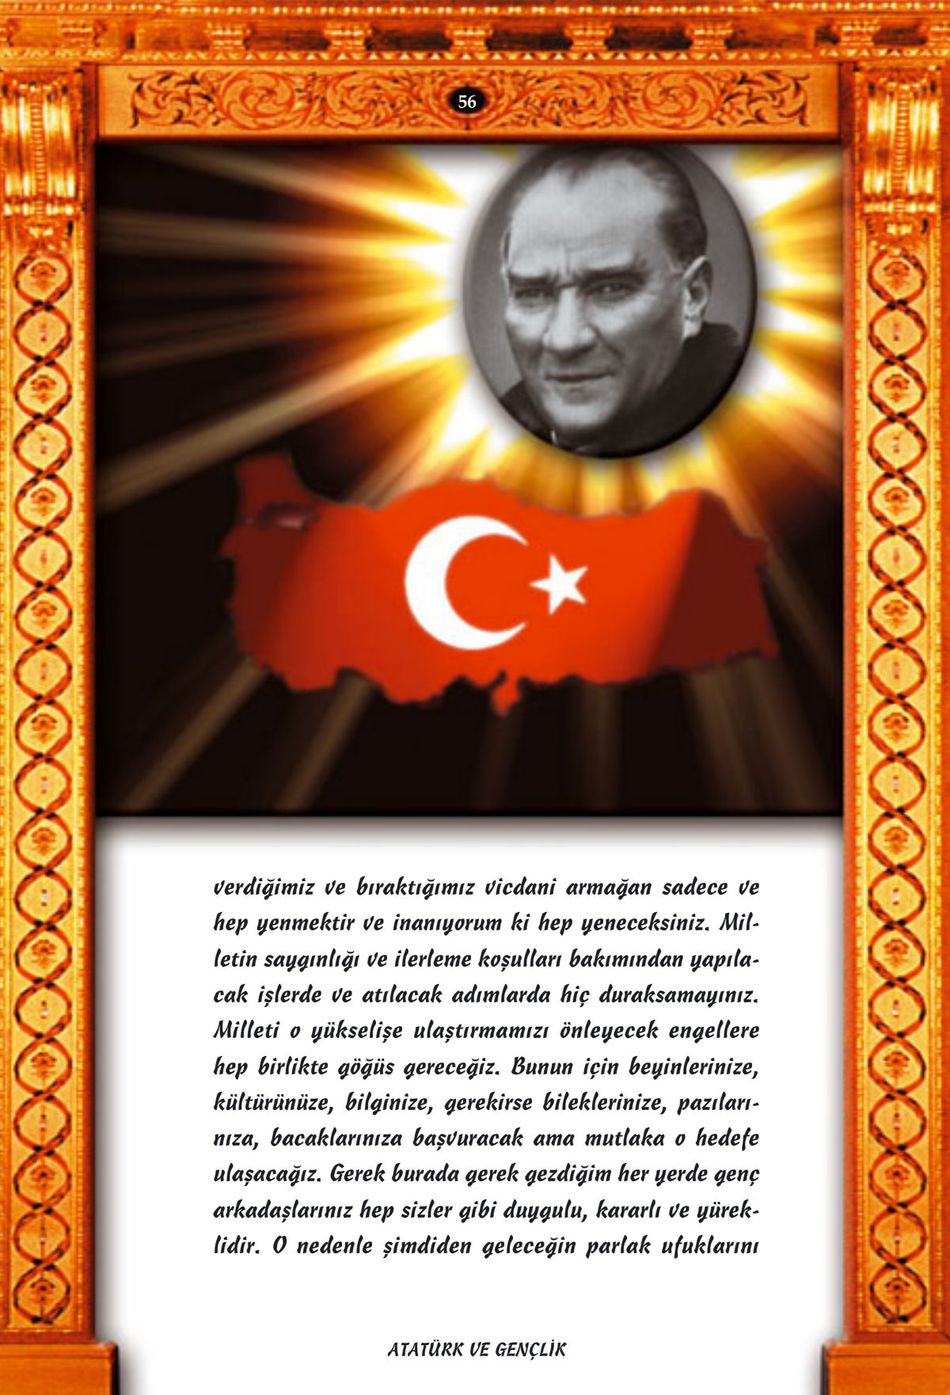 56
verdiğimiz ve bıraktığımız vicdani armağan sadece ve
hep yenmektir ve inanıyorum ki hep yeneceksiniz. Mil-
letin saygınlığı ve ilerleme koşulları bakımından yapıla-
cak işlerde ve atılacak adımlarda hiç duraksamayınız.
Milleti o yükselişe ulaştırmamızı önleyecek engellere
hep birlikte göğüs gereceğiz. Bunun için beyinlerinize,
kültürünüze, bilginize, gerekirse bileklerinize, pazıları-
nıza, bacaklarınıza başvuracak ama mutlaka o hedefe
ulaşacağız. Gerek burada gerek gezdiğim her yerde genç
arkadaşlarınız hep sizler gibi duygulu, kararlı ve yürek-
lidir. O nedenle şimdiden geleceğin parlak ufuklarını
ATATÜRK VE GENÇLİK